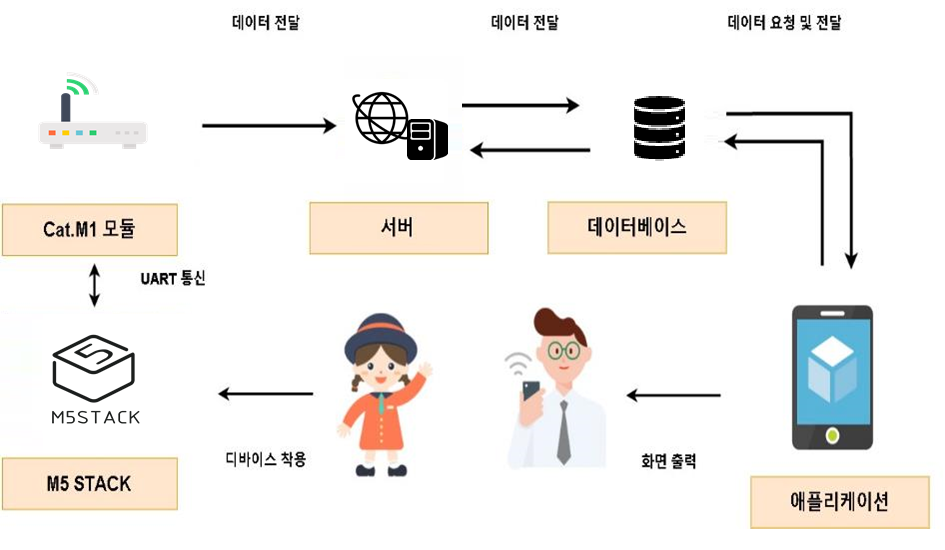 데이터 전달
데이터 전달
데이터 요청 및 전달
Cat.M1 모듈
서버
데이터베이스
UART 통신
5
M5STACK
디바이스 착용
화면 출력
M5 STACK
애플리케이션